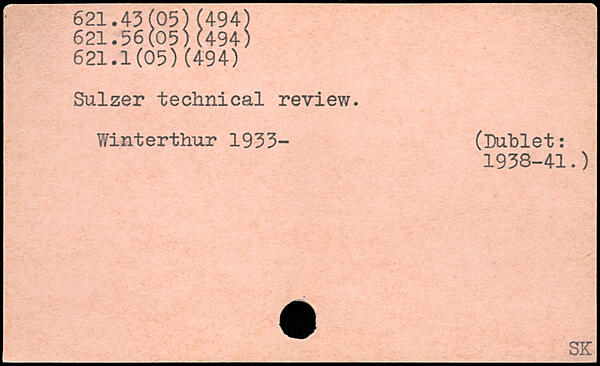 621.43(05)(494)
621.56(05)(494)
621.1(05)(494)
Sulzer technical review.
Winterthur 1933- (Dublet:
1938-41.)
SK